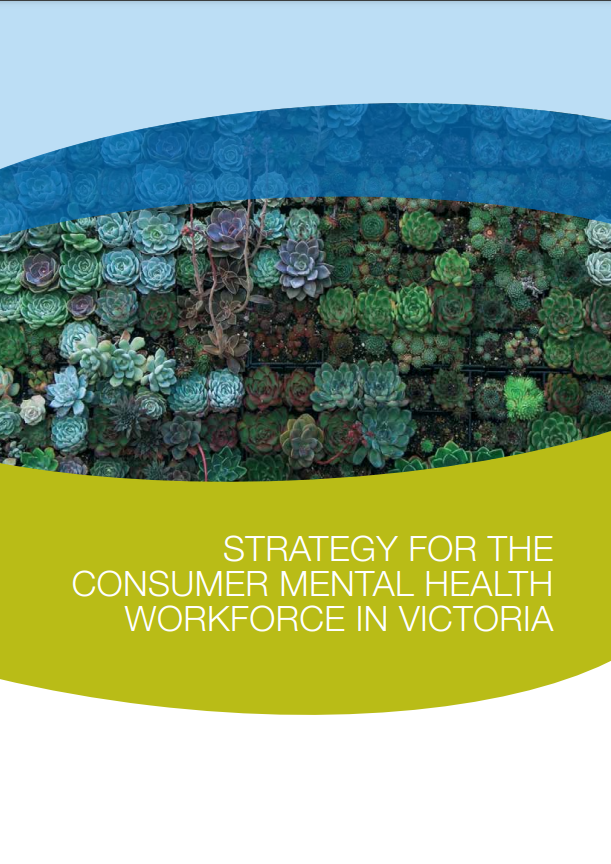 STRATEGY FOR THE
CONSUMER MENTAL HEALTH
WORKFORCE IN VICTORIA